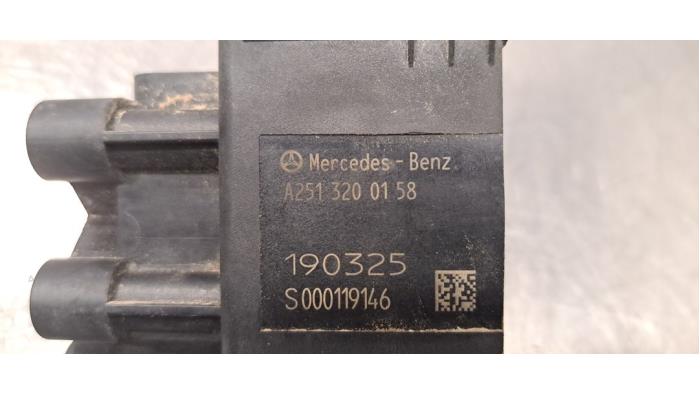 Mercedes-Benz
A251 320 01 58
190325
S000119146